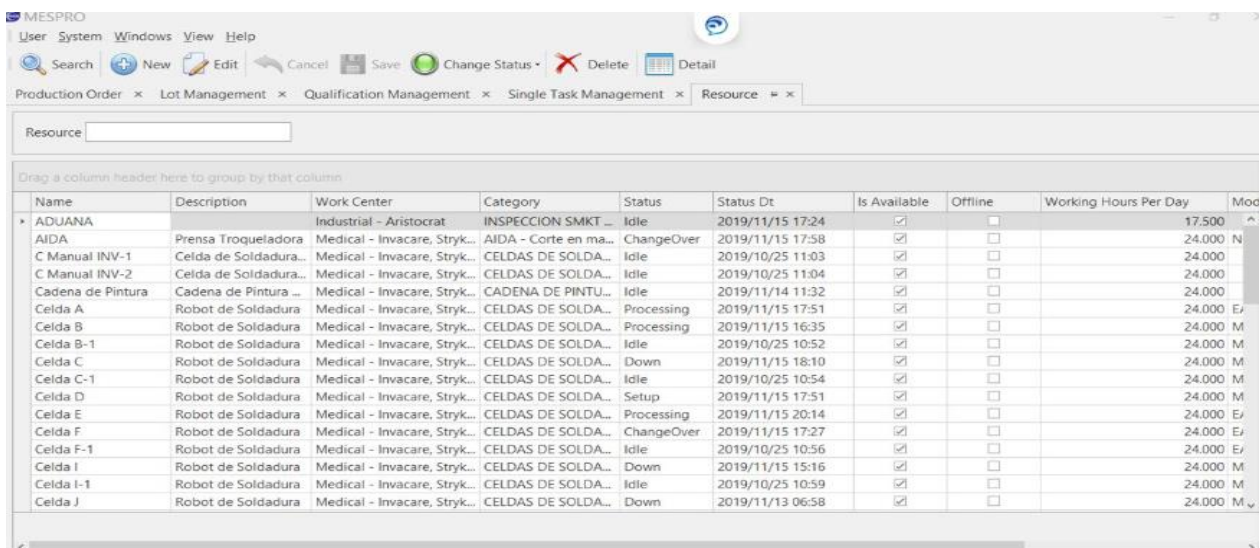 MESPRO
User System Windows View Help
Search New Edit Cancel Save Change Status Delete Detail
Production Order × Lot Management × Qualification Management × Single Task Management × Resource ×
Resource
Drag a column header here to group by that column
Name Description Work Center Category Status Status Dt Is Available Offline Working Hours Per Day Mod
ADUANA Industrial - Aristocrat INSPECCION SMKT ... Idle 2019/11/15 17:24 17.500
AIDA Prensa Troqueladora Medical - Invacare, Stryk... AIDA - Corte en ma... ChangeOver 2019/11/15 17:58 24.000 N
C Manual INV-1 Celda de Soldadura... Medical - Invacare, Stryk... CELDAS DE SOLDA... Idle 2019/10/25 11:03 24.000
C Manual INV-2 Celda de Soldadura... Medical - Invacare, Stryk... CELDAS DE SOLDA... Idle 2019/10/25 11:04 24.000
Cadena de Pintura Cadena de Pintura ... Medical - Invacare, Stryk... CADENA DE PINTU... Idle 2019/11/14 11:32 24.000
Celda A Robot de Soldadura Medical - Invacare, Stryk... CELDAS DE SOLDA... Processing 2019/11/15 17:51 24.000 EA
Celda B Robot de Soldadura Medical - Invacare, Stryk... CELDAS DE SOLDA... Processing 2019/11/15 16:35 24.000 M
Celda B-1 Robot de Soldadura Medical - Invacare, Stryk... CELDAS DE SOLDA... Idle 2019/10/25 10:52 24.000 M
Celda C Robot de Soldadura Medical - Invacare, Stryk... CELDAS DE SOLDA... Down 2019/11/15 18:10 24.000 M
Celda C-1 Robot de Soldadura Medical - Invacare, Stryk... CELDAS DE SOLDA... Idle 2019/10/25 10:54 24.000 M
Celda D Robot de Soldadura Medical - Invacare, Stryk... CELDAS DE SOLDA... Setup 2019/11/15 17:51 24.000 M
Celda E Robot de Soldadura Medical - Invacare, Stryk... CELDAS DE SOLDA... Processing 2019/11/15 20:14 24.000 EA
Celda F Robot de Soldadura Medical - Invacare, Stryk... CELDAS DE SOLDA... ChangeOver 2019/11/15 17:27 24.000 EA
Celda F-1 Robot de Soldadura Medical - Invacare, Stryk... CELDAS DE SOLDA... Idle 2019/10/25 10:56 24.000 EA
Celda I Robot de Soldadura Medical - Invacare, Stryk... CELDAS DE SOLDA... Down 2019/11/15 15:16 24.000 M
Celda I-1 Robot de Soldadura Medical - Invacare, Stryk... CELDAS DE SOLDA... Idle 2019/10/25 10:59 24.000 M
Celda J Robot de Soldadura Medical - Invacare, Stryk... CELDAS DE SOLDA... Down 2019/11/13 06:58 24.000 M